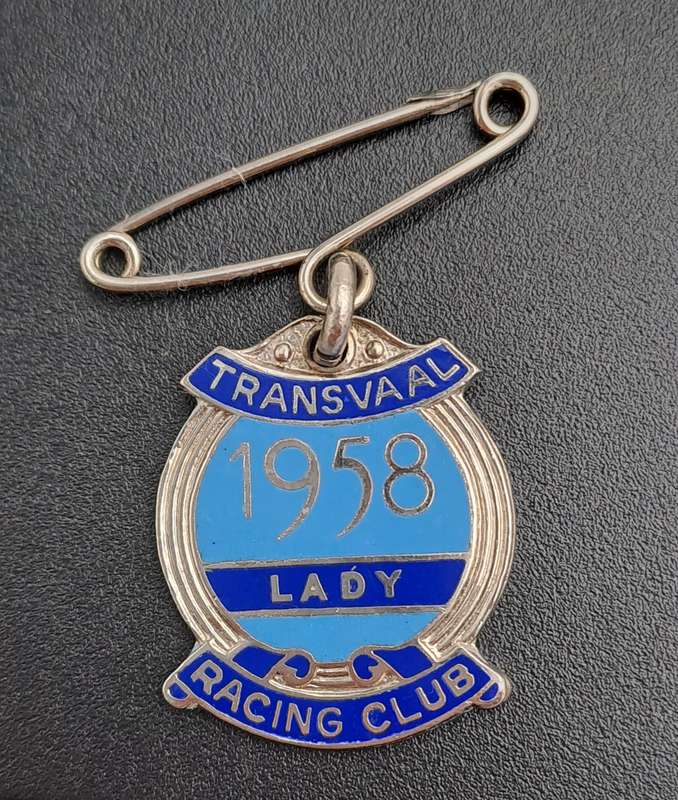 TRANSVAAL
1958
LADY
RACING CLUB